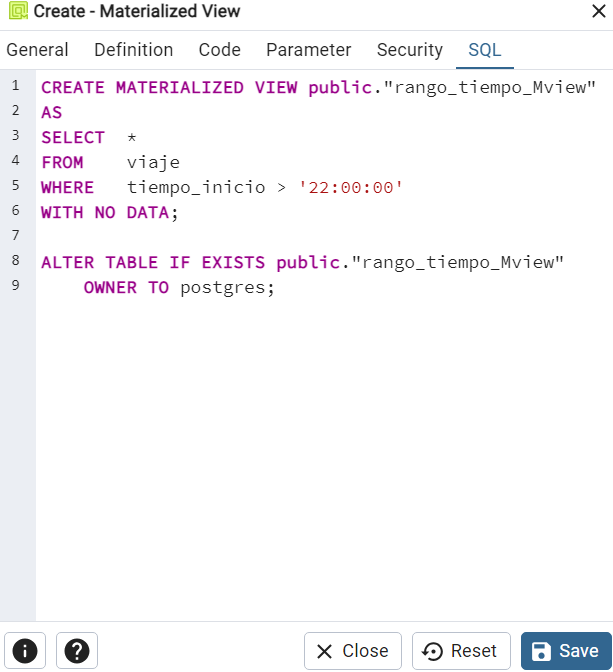 Create - Materialized View
General Definition Code Parameter Security SQL
1 CREATE MATERIALIZED VIEW public."rango_tiempo_Mview"
2 AS
3 SELECT *
4 FROM viaje
5 WHERE tiempo_inicio > '22:00:00'
6 WITH NO DATA;
7
8 ALTER TABLE IF EXISTS public."rango_tiempo_Mview"
9 OWNER TO postgres;
Close Reset Save